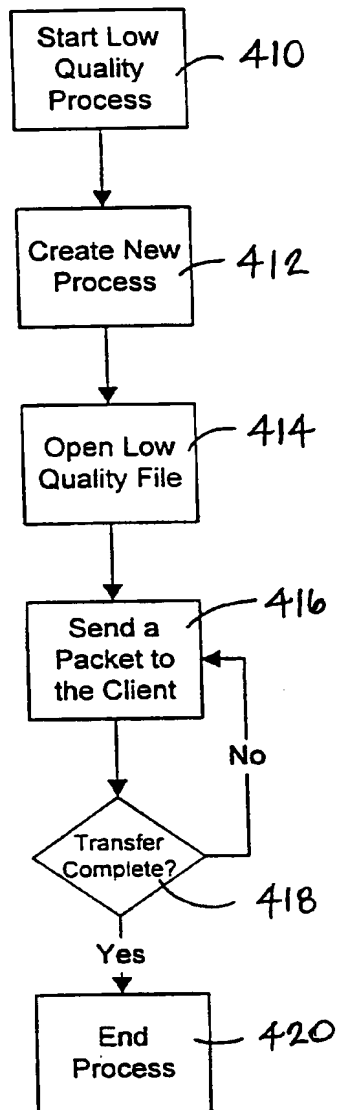 Start Low
Quality
Process
410
Create New
Process
412
Open Low
Quality File
414
Send a
Packet to
the Client
416
No
Transfer
Complete?
418
Yes
End
Process
420